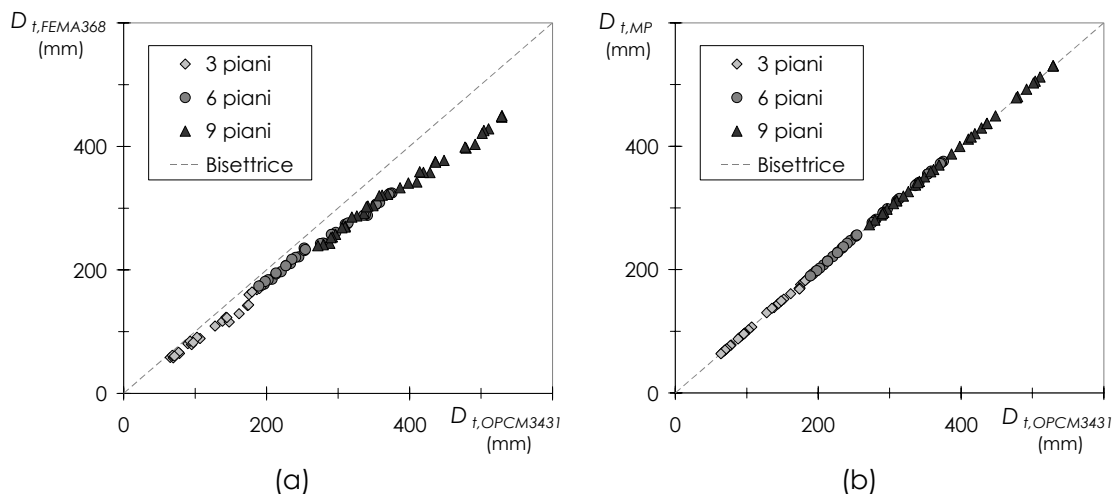 D t,FEMA368
(mm)
3 piani
6 piani
9 piani
Bisettrice
400
200
0
0
200
400
D t,OPCM3431
(mm)
(a)
D t,MP
(mm)
3 piani
6 piani
9 piani
Bisettrice
400
200
0
0
200
400
D t,OPCM3431
(mm)
(b)